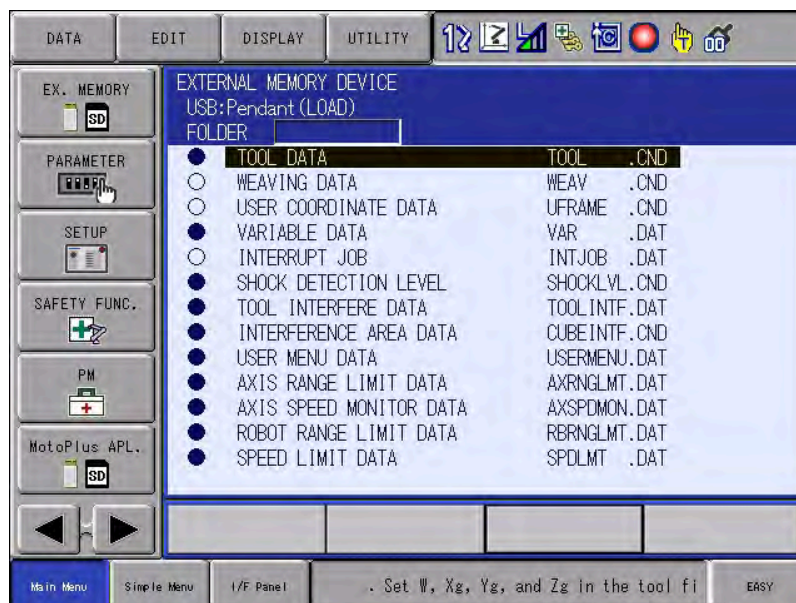 DATA EDIT DISPLAY UTILITY
EX. MEMORY
SD
PARAMETER
SETUP
SAFETY FUNC.
PM
MotoPlus APL.
SD
EXTERNAL MEMORY DEVICE
USB:Pendant(LOAD)
FOLDER
TOOL DATA TOOL .CND
WEAVING DATA WEAV .CND
USER COORDINATE DATA UFRAME .CND
VARIABLE DATA VAR .DAT
INTERRUPT JOB INTJOB .DAT
SHOCK DETECTION LEVEL SHOCKLVL.CND
TOOL INTERFERE DATA TOOLINTF.DAT
INTERFERENCE AREA DATA CUBEINTF.CND
USER MENU DATA USERMENU.DAT
AXIS RANGE LIMIT DATA AXRNGLMT.DAT
AXIS SPEED MONITOR DATA AXSPDMON.DAT
ROBOT RANGE LIMIT DATA RBRNGLMT.DAT
SPEED LIMIT DATA SPDLMT .DAT
Main Menu Simple Menu I/F Panel . Set W, Xg, Yg, and Zg in the tool fi EASY